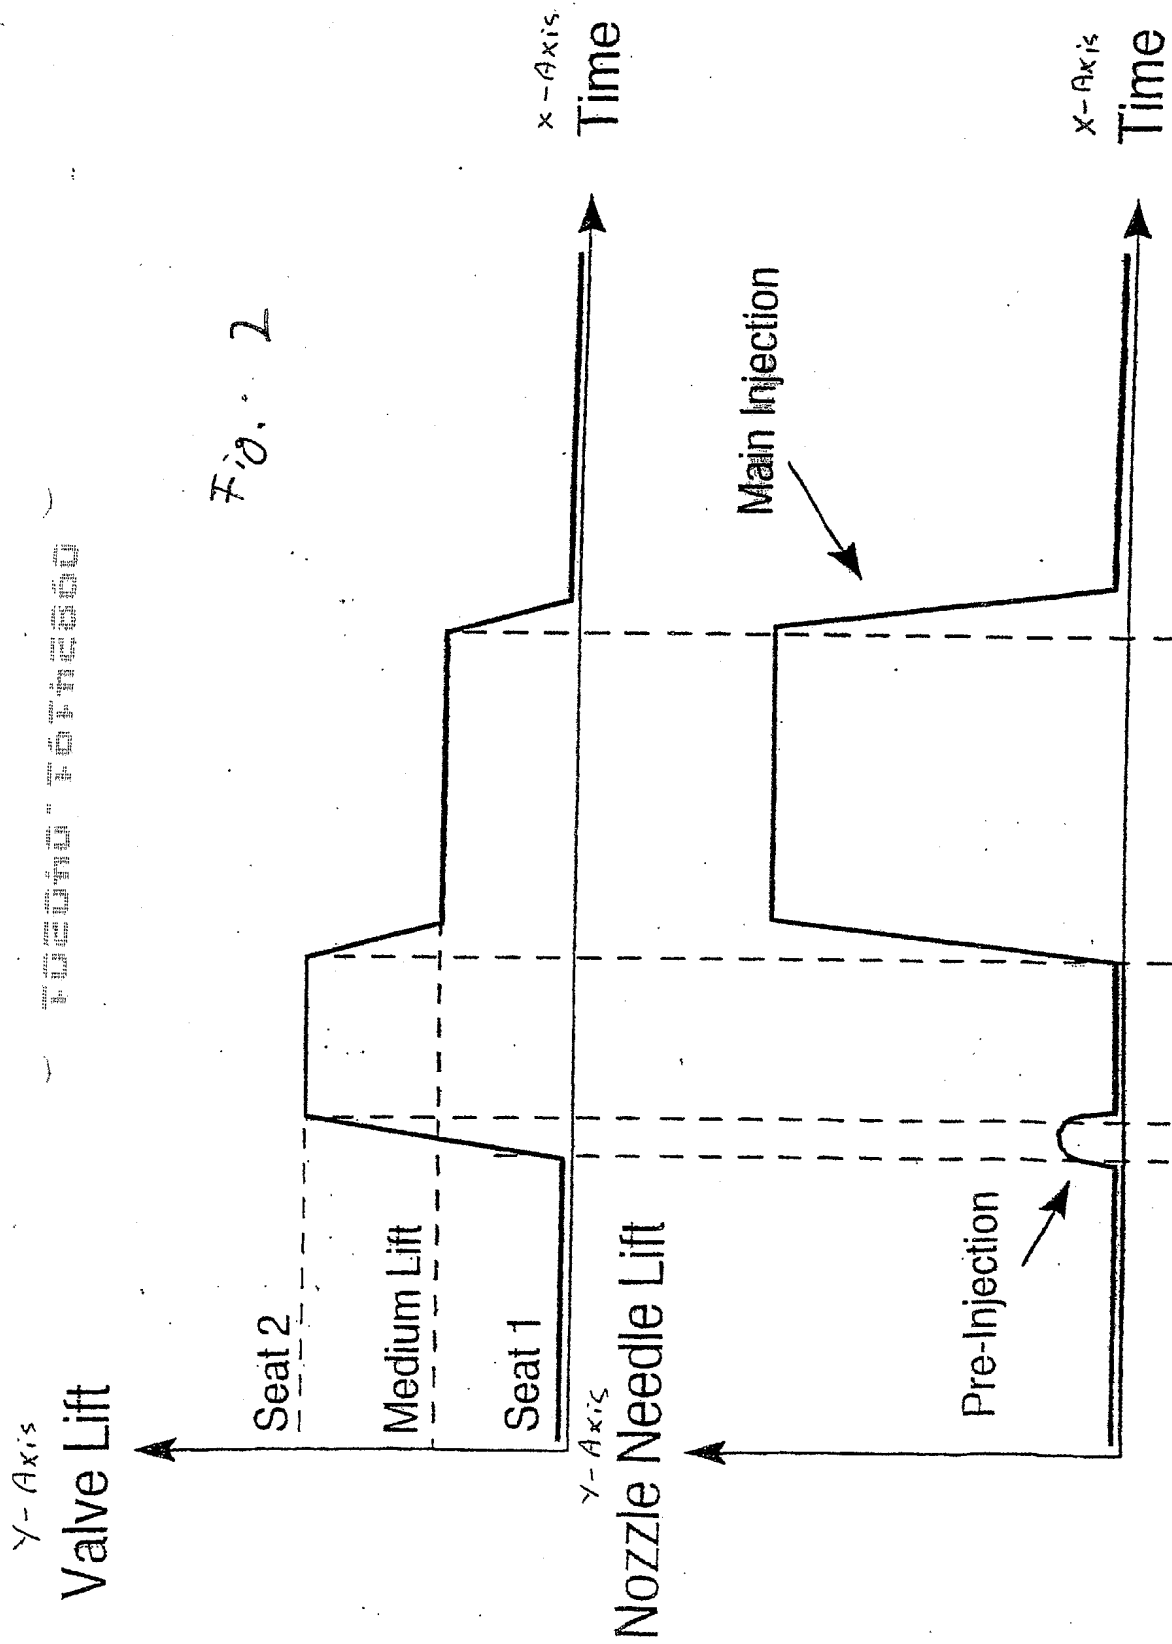 Y-Axis
Valve Lift
Fig. 2
Seat 2
Medium Lift
Seat 1
X-Axis
Time
Y-Axis
Nozzle Needle Lift
Main Injection
Pre-Injection
X-Axis
Time